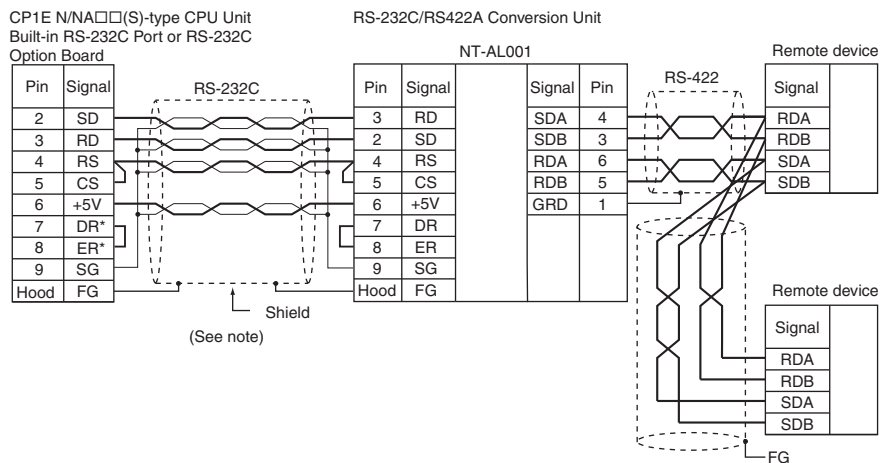 CP1E N/NA□□(S)-type CPU Unit
Built-in RS-232C Port or RS-232C
Option Board
RS-232C/RS422A Conversion Unit
NT-AL001
Remote device
Pin Signal
RS-232C
Pin Signal
Signal Pin
RS-422
Signal
2 SD
3 RD
4 RS
5 CS
6 +5V
7 DR*
8 ER*
9 SG
Hood FG
3 RD
2 SD
4 RS
5 CS
6 +5V
7 DR
8 ER
9 SG
Hood FG
SDA 4
SDB 3
RDA 6
RDB 5
GRD 1
RDA
RDB
SDA
SDB
Shield
(See note)
Remote device
Signal
RDA
RDB
SDA
SDB
FG